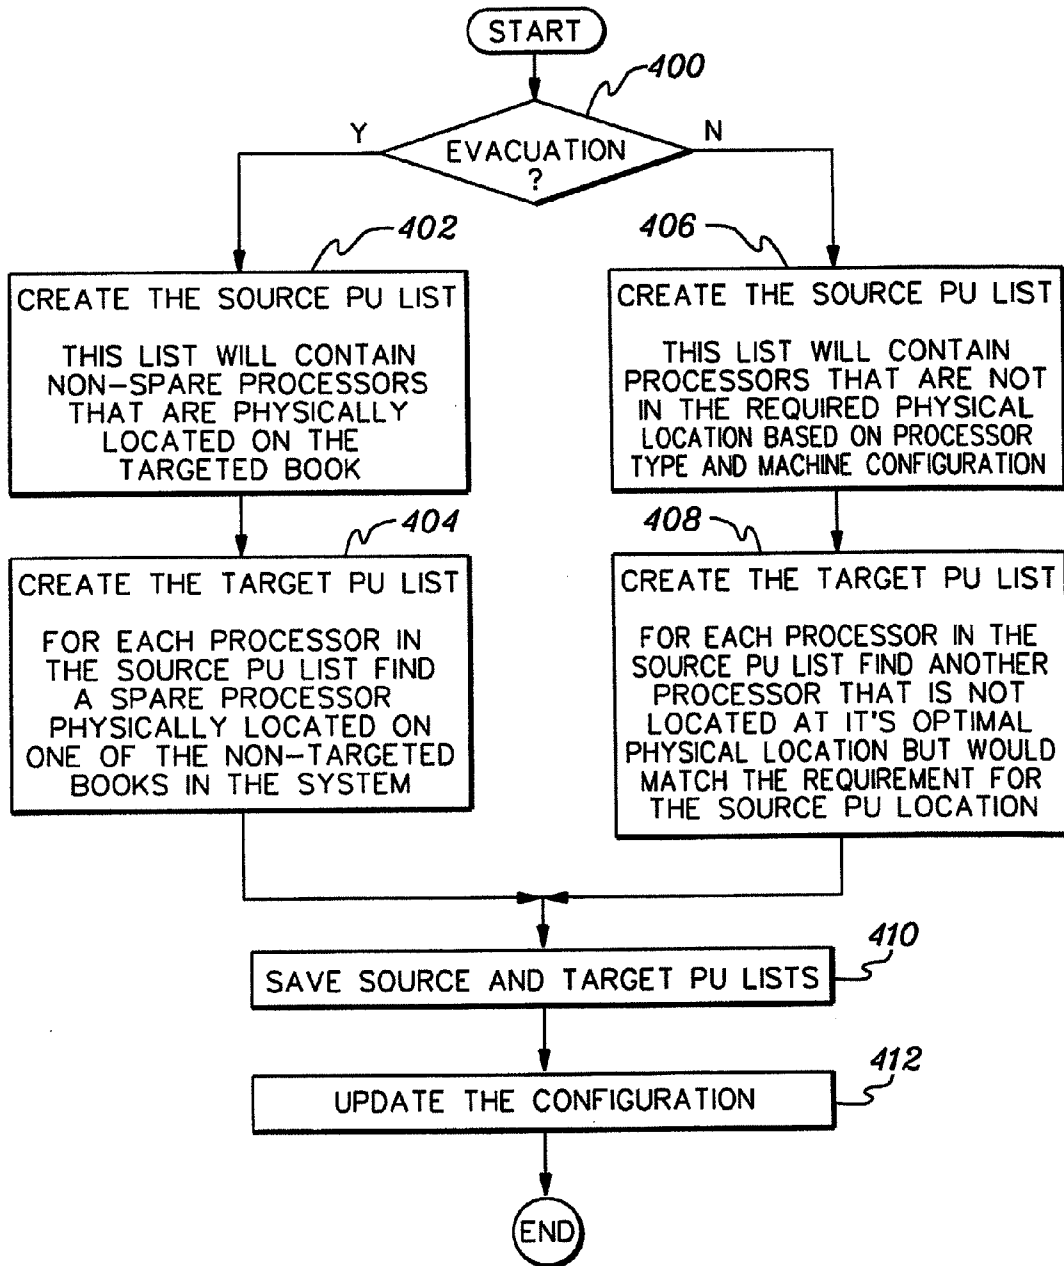 START
400
Y
EVACUATION
?
N
402
CREATE THE SOURCE PU LIST
THIS LIST WILL CONTAIN
NON-SPARE PROCESSORS
THAT ARE PHYSICALLY
LOCATED ON THE
TARGETED BOOK
406
CREATE THE SOURCE PU LIST
THIS LIST WILL CONTAIN
PROCESSORS THAT ARE NOT
IN THE REQUIRED PHYSICAL
LOCATION BASED ON PROCESSOR
TYPE AND MACHINE CONFIGURATION
404
CREATE THE TARGET PU LIST
FOR EACH PROCESSOR IN
THE SOURCE PU LIST FIND
A SPARE PROCESSOR
PHYSICALLY LOCATED ON
ONE OF THE NON-TARGETED
BOOKS IN THE SYSTEM
408
CREATE THE TARGET PU LIST
FOR EACH PROCESSOR IN THE
SOURCE PU LIST FIND ANOTHER
PROCESSOR THAT IS NOT
LOCATED AT IT'S OPTIMAL
PHYSICAL LOCATION BUT WOULD
MATCH THE REQUIREMENT FOR
THE SOURCE PU LOCATION
SAVE SOURCE AND TARGET PU LISTS
410
UPDATE THE CONFIGURATION
412
END